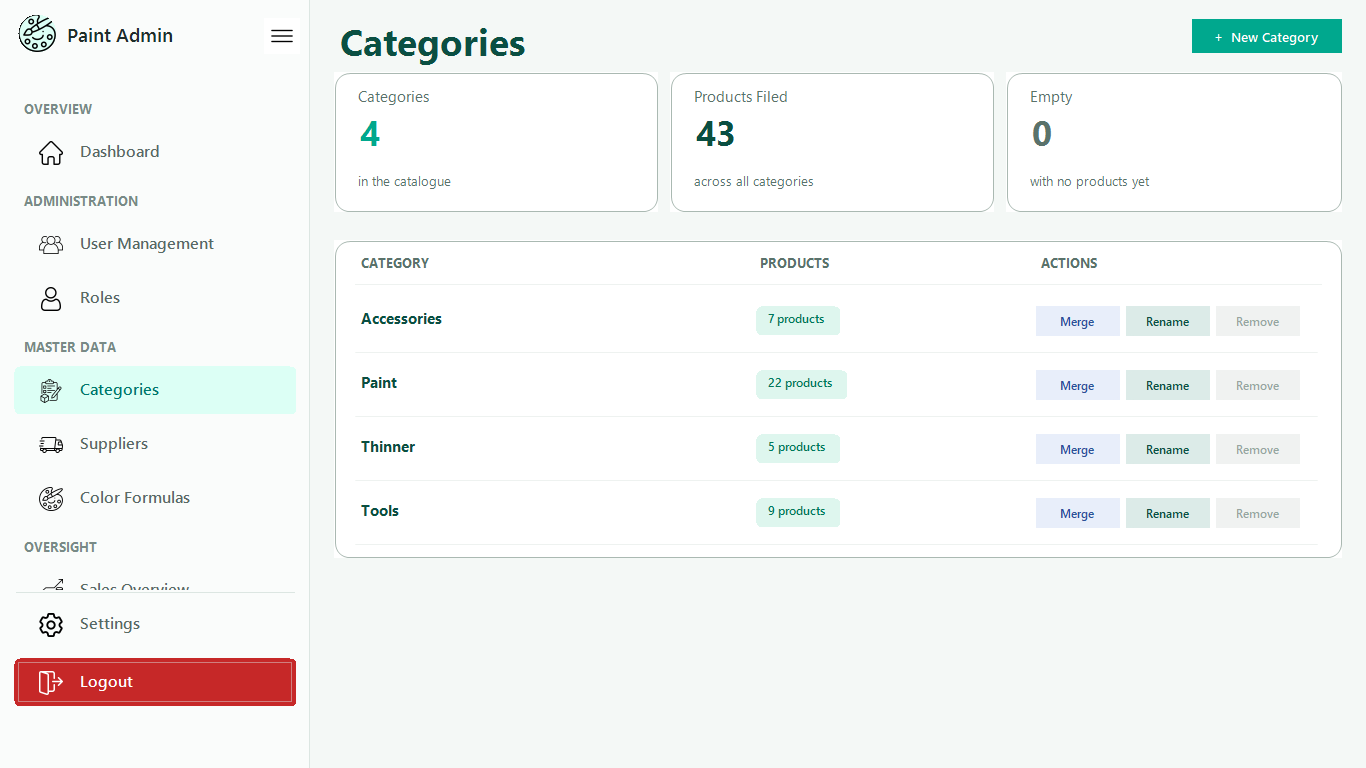 Paint Admin
OVERVIEW
Dashboard
ADMINISTRATION
User Management
Roles
MASTER DATA
Categories
Suppliers
Color Formulas
OVERSIGHT
Sales Overview
Settings
Logout
Categories
+ New Category
Categories
4
in the catalogue
Products Filed
43
across all categories
Empty
0
with no products yet
CATEGORY PRODUCTS ACTIONS
Accessories 7 products Merge Rename Remove
Paint 22 products Merge Rename Remove
Thinner 5 products Merge Rename Remove
Tools 9 products Merge Rename Remove